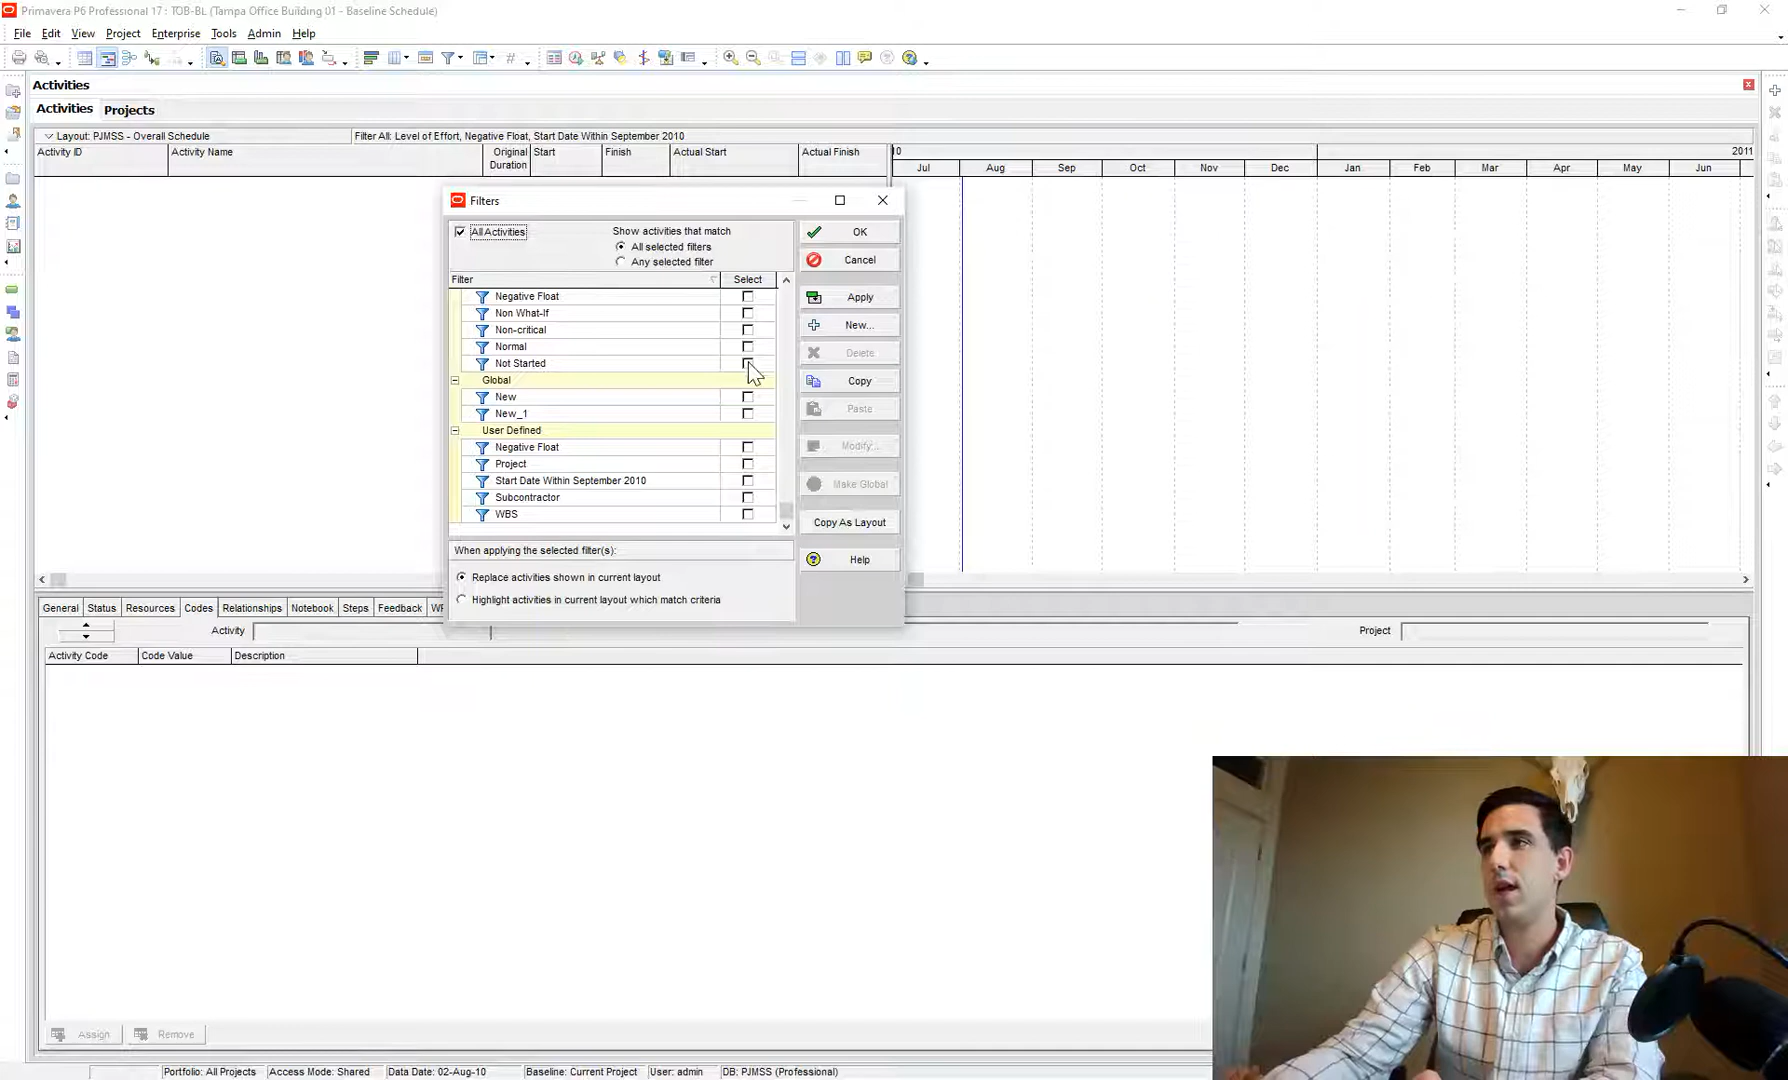 Primavera P6 Professional 17 : TOB-BL (Tampa Office Building 01 - Baseline Schedule)
File Edit View Project Enterprise Tools Admin Help
Activities
Activities Projects
Layout: PJMSS - Overall Schedule Filter All: Level of Effort, Negative Float, Start Date Within September 2010
Activity ID Activity Name Original Duration Start Finish Actual Start Actual Finish
10 2011
Jul Aug Sep Oct Nov Dec Jan Feb Mar Apr May Jun
Filters
All Activities
Show activities that match
All selected filters
Any selected filter
Filter Select
Negative Float
Non What-If
Non-critical
Normal
Not Started
Global
New
New_1
User Defined
Negative Float
Project
Start Date Within September 2010
Subcontractor
WBS
When applying the selected filter(s):
Replace activities shown in current layout
Highlight activities in current layout which match criteria
OK
Cancel
Apply
New...
Delete
Copy
Paste
Modify...
Make Global
Copy As Layout
Help
General Status Resources Codes Relationships Notebook Steps Feedback
Activity Project
Activity Code Code Value Description
Assign Remove
Portfolio: All Projects Access Mode: Shared Data Date: 02-Aug-10 Baseline: Current Project User: admin DB: PJMSS (Professional)